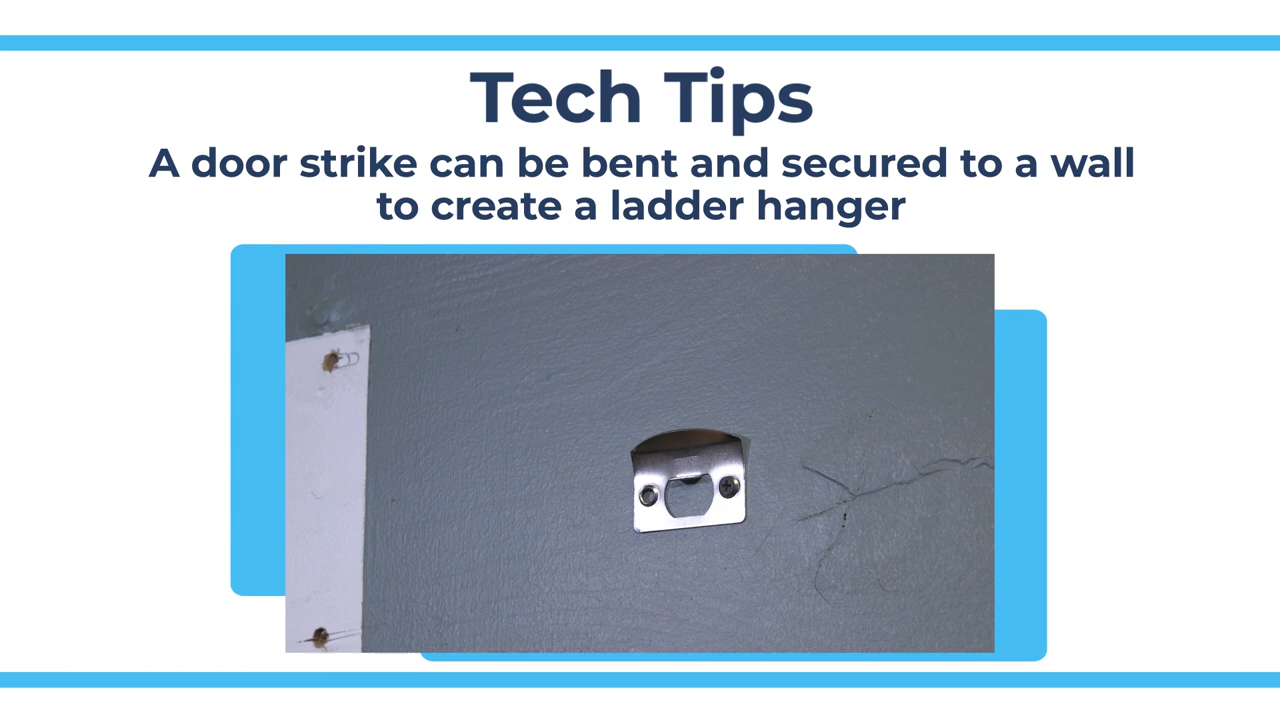 Tech Tips
A door strike can be bent and secured to a wall
to create a ladder hanger